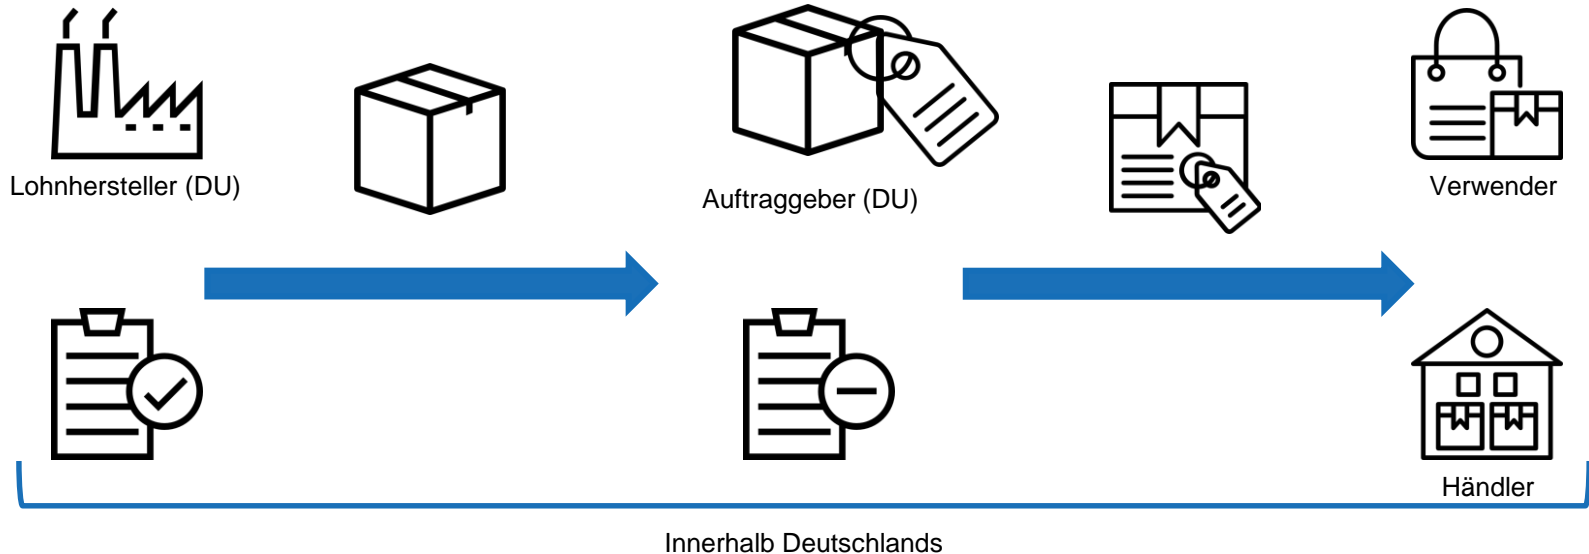 Lohnhersteller (DU)
Auftraggeber (DU)
Verwender
Händler
Innerhalb Deutschlands